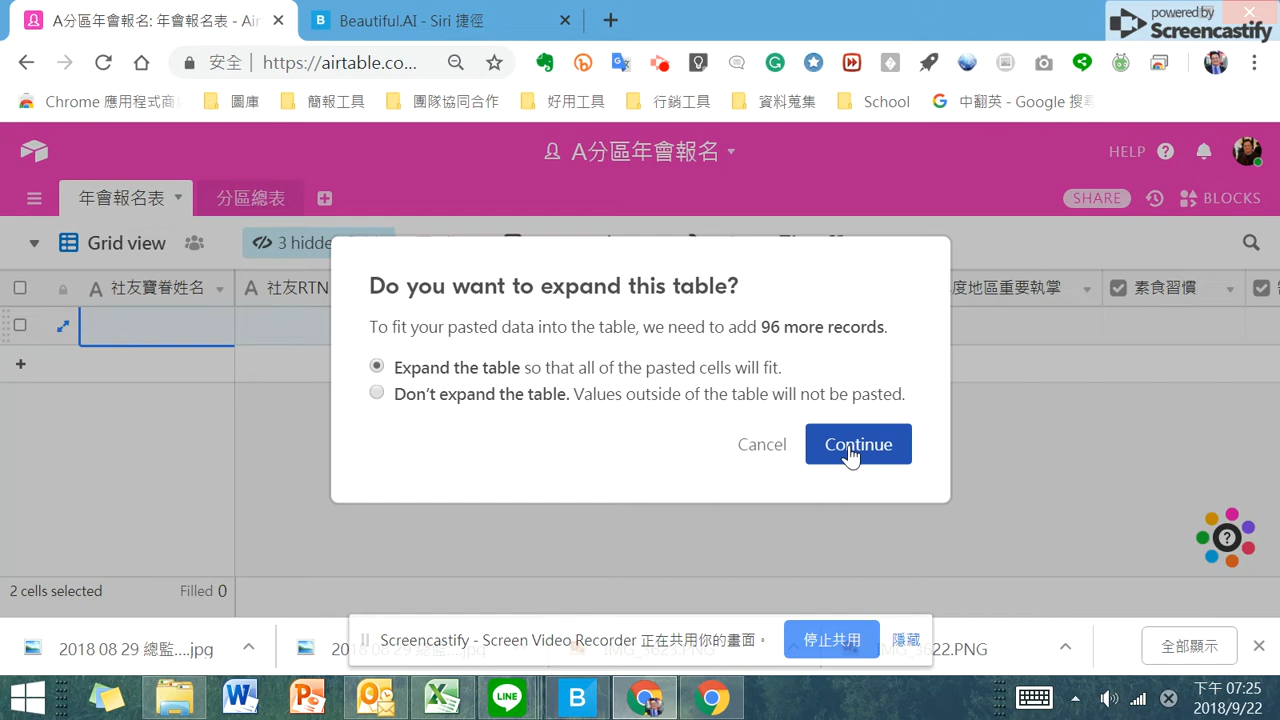 A分區年會報名: 年會報名表 - Air
Beautiful.AI - Siri 捷徑
powered by
Screencastify
安全
https://airtable.co...
Chrome 應用程式商
圖庫
簡報工具
團隊協同合作
好用工具
行銷工具
資料蒐集
School
中翻英 - Google 搜尋
A分區年會報名
HELP
年會報名表
分區總表
SHARE
BLOCKS
Grid view
3 hidde
社友寶眷姓名
社友RTN
度地區重要執掌
素食習慣
Do you want to expand this table?
To fit your pasted data into the table, we need to add 96 more records.
Expand the table so that all of the pasted cells will fit.
Don't expand the table. Values outside of the table will not be pasted.
Cancel
Continue
2 cells selected
Filled 0
Screencastify - Screen Video Recorder 正在共用你的畫面。
停止共用
隱藏
2018 08 29 總監....jpg
全部顯示
下午 07:25
2018/9/22